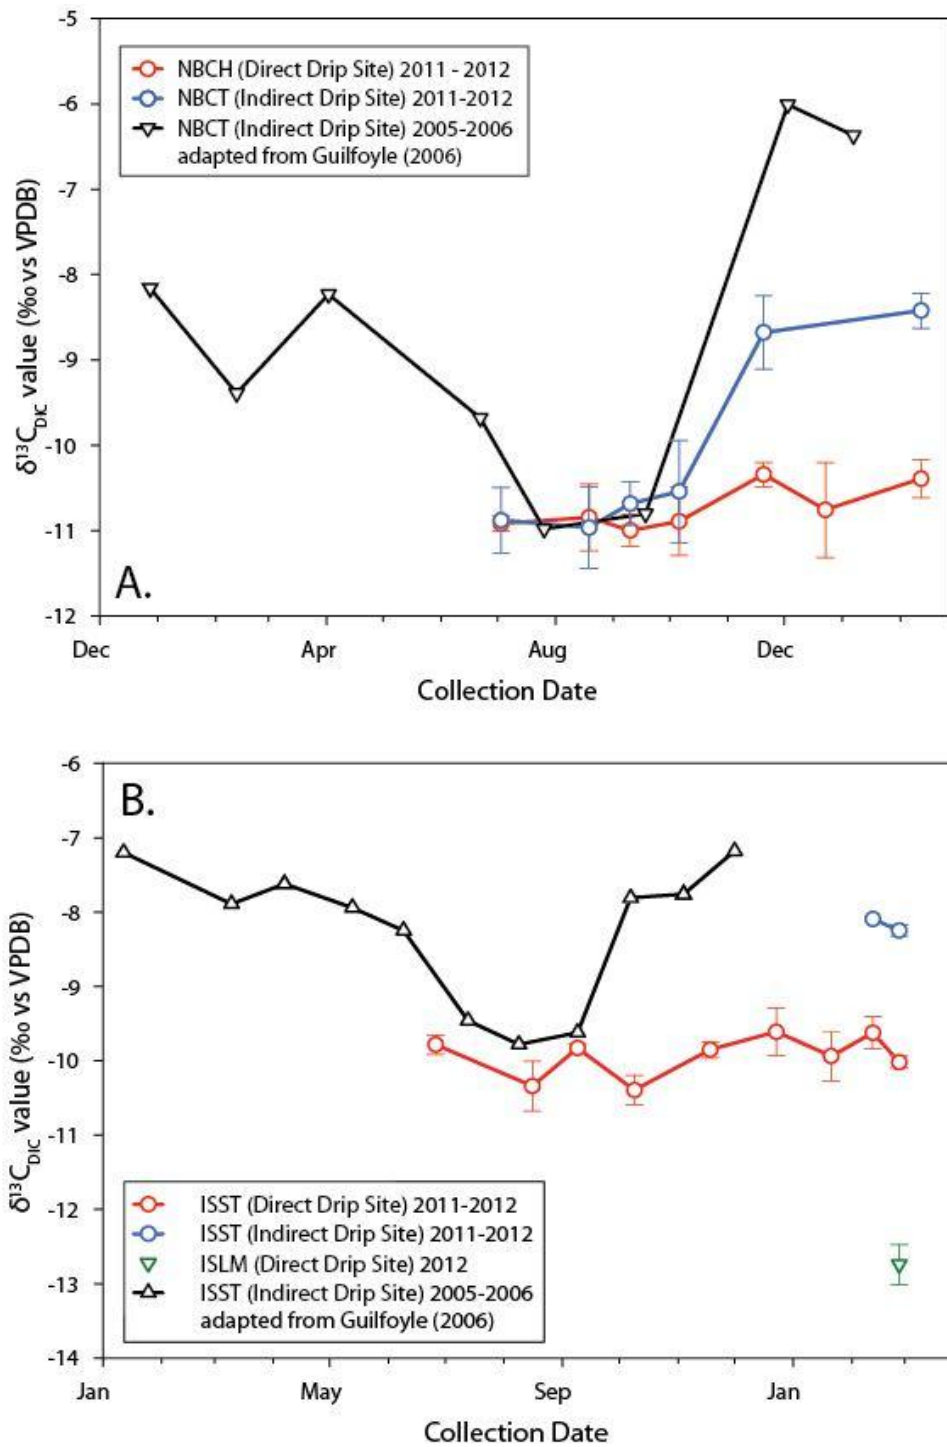 -5
NBCH (Direct Drip Site) 2011 - 2012
NBCT (Indirect Drip Site) 2011-2012
NBCT (Indirect Drip Site) 2005-2006
adapted from Guilfoyle (2006)
-6
-7
-8
-9
-10
-11
-12
δ¹³C_DIC value (‰ vs VPDB)
A.
Dec
Apr
Aug
Dec
Collection Date
-6
B.
-7
-8
-9
-10
-11
-12
-13
-14
δ¹³C_DIC value (‰ vs VPDB)
ISST (Direct Drip Site) 2011-2012
ISST (Indirect Drip Site) 2011-2012
ISLM (Direct Drip Site) 2012
ISST (Indirect Drip Site) 2005-2006
adapted from Guilfoyle (2006)
Jan
May
Sep
Jan
Collection Date